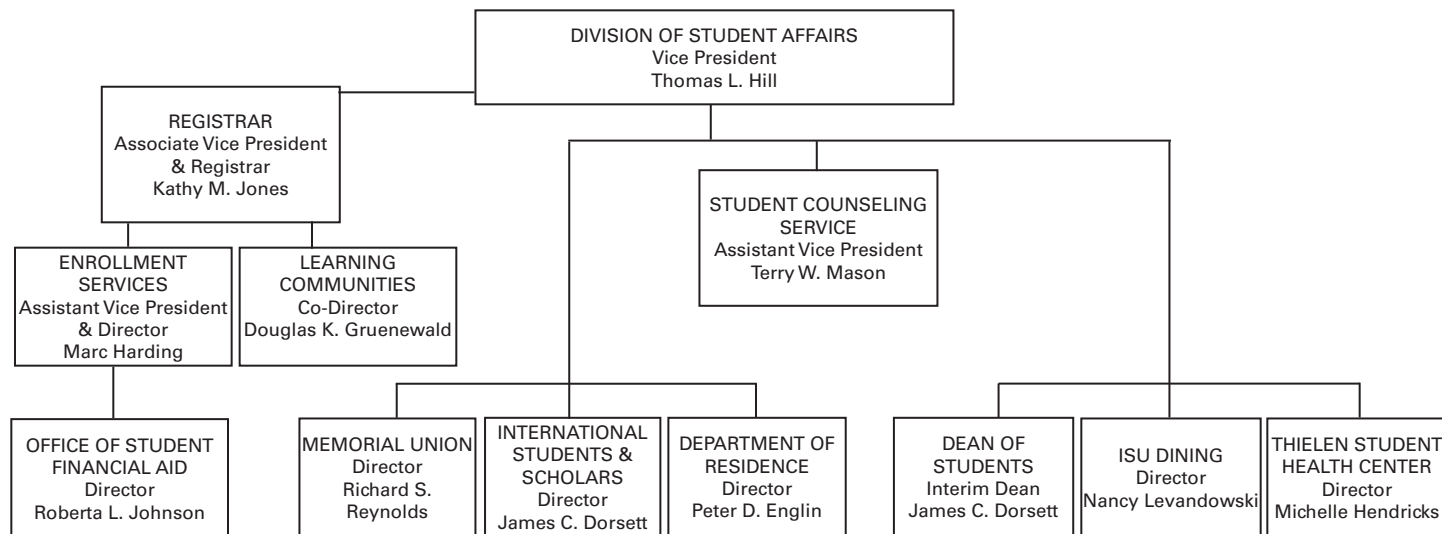 DIVISION OF STUDENT AFFAIRS
Vice President
Thomas L. Hill
REGISTRAR
Associate Vice President
& Registrar
Kathy M. Jones
STUDENT COUNSELING
SERVICE
Assistant Vice President
Terry W. Mason
ENROLLMENT
SERVICES
Assistant Vice President
& Director
Marc Harding
LEARNING
COMMUNITIES
Co-Director
Douglas K. Gruenewald
OFFICE OF STUDENT
FINANCIAL AID
Director
Roberta L. Johnson
MEMORIAL UNION
Director
Richard S.
Reynolds
INTERNATIONAL
STUDENTS &
SCHOLARS
Director
James C. Dorsett
DEPARTMENT OF
RESIDENCE
Director
Peter D. Englin
DEAN OF
STUDENTS
Interim Dean
James C. Dorsett
ISU DINING
Director
Nancy Levandowski
THIELEN STUDENT
HEALTH CENTER
Director
Michelle Hendricks